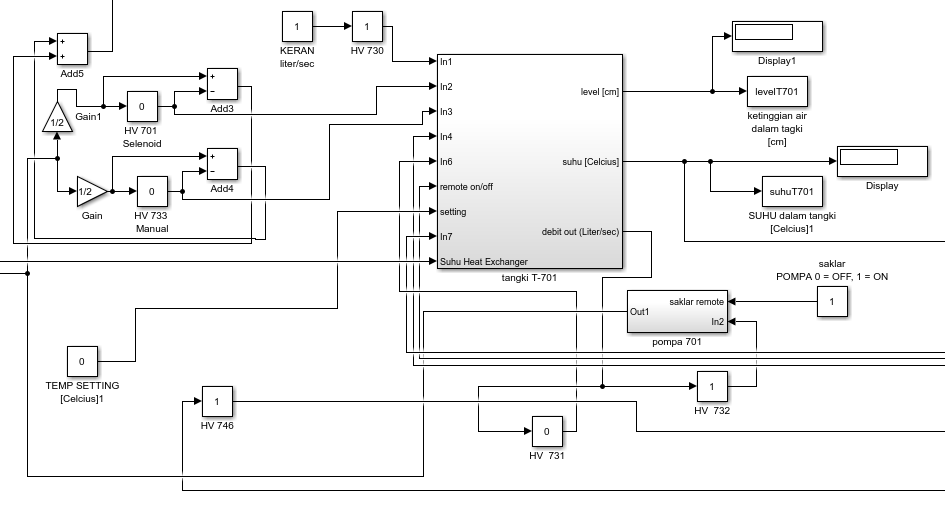 1
KERAN
liter/sec
1
HV 730
+
+
Add5
1/2
Gain1
0
HV 701
Selenoid
+
−
Add3
1/2
Gain
0
HV 733
Manual
+
−
Add4
In1
In2
In3
In4
In6
remote on/off
setting
In7
Suhu Heat Exchanger
level [cm]
suhu [Celcius]
debit out (Liter/sec)
tangki T-701
Display1
levelT701
ketinggian air
dalam tagki
[cm]
Display
suhuT701
SUHU dalam tangki
[Celcius]1
saklar
POMPA 0 = OFF, 1 = ON
1
Out1
saklar remote
In2
pompa 701
0
TEMP SETTING
[Celcius]1
1
HV 746
1
HV 732
0
HV 731